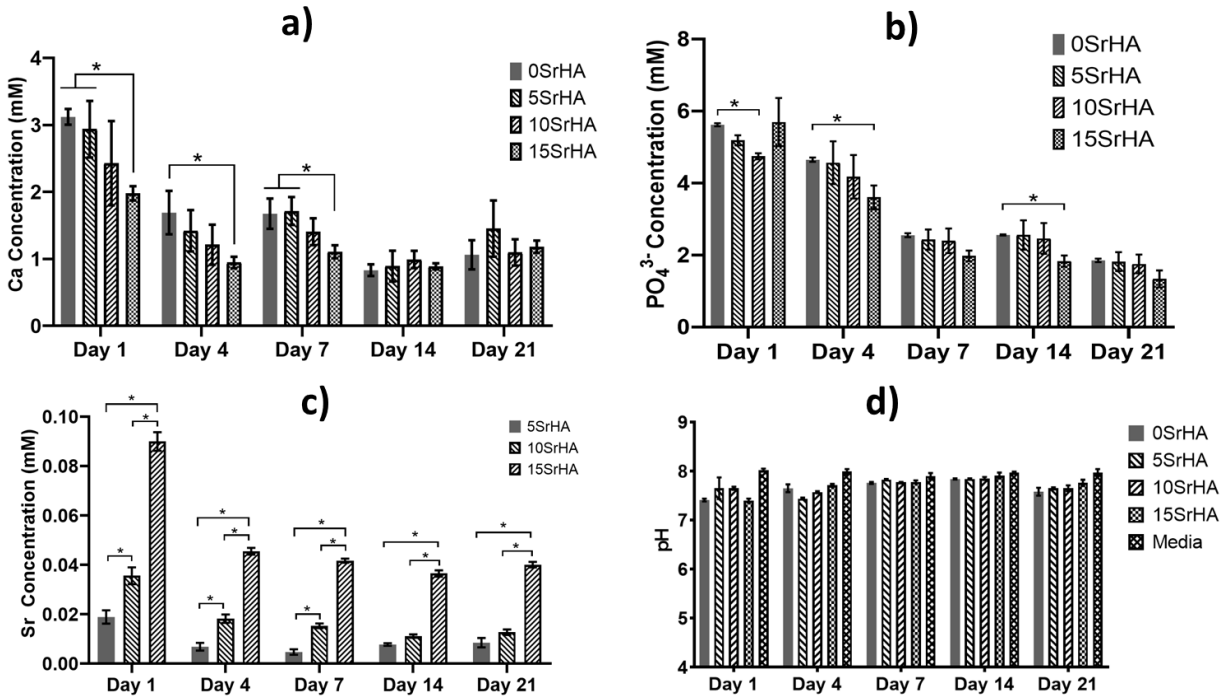 a)
Ca Concentration (mM)
4
3
2
1
0
*
*
*
0SrHA
5SrHA
10SrHA
15SrHA
Day 1 Day 4 Day 7 Day 14 Day 21
b)
PO₄³⁻ Concentration (mM)
8
6
4
2
0
*
*
*
0SrHA
5SrHA
10SrHA
15SrHA
Day 1 Day 4 Day 7 Day 14 Day 21
c)
Sr Concentration (mM)
0.10
0.08
0.06
0.04
0.02
0.00
* * *
* * *
* * *
* *
* *
5SrHA
10SrHA
15SrHA
Day 1 Day 4 Day 7 Day 14 Day 21
d)
pH
9
8
7
6
5
4
0SrHA
5SrHA
10SrHA
15SrHA
Media
Day 1 Day 4 Day 7 Day 14 Day 21